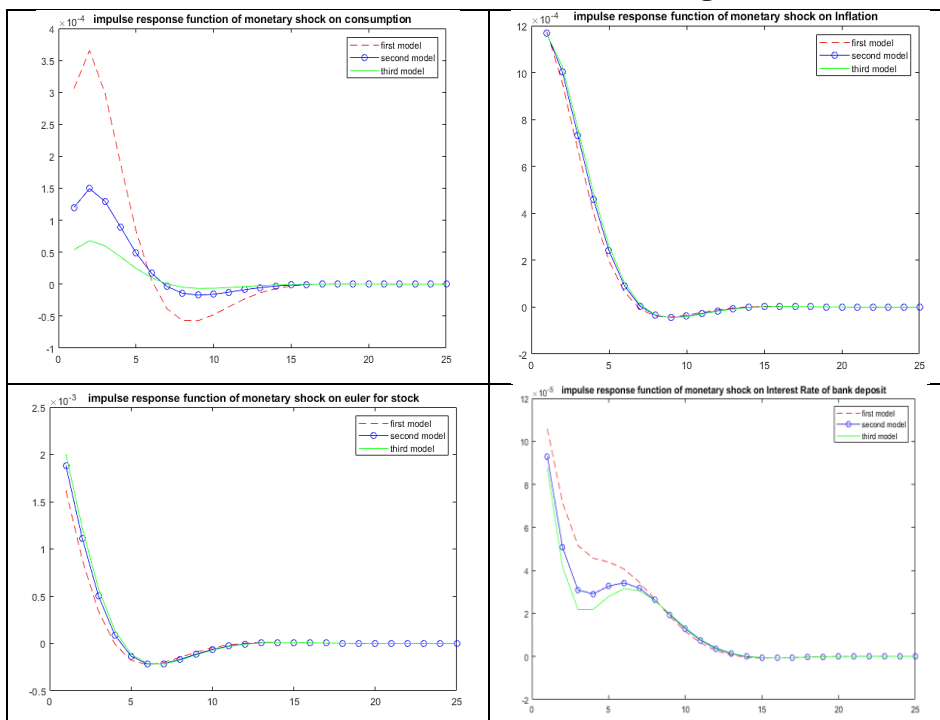 impulse response function of monetary shock on consumption
×10-4
4
3.5
3
2.5
2
1.5
1
0.5
0
-0.5
-1
0 5 10 15 20 25
first model
second model
third model
impulse response function of monetary shock on Inflation
×10-4
12
10
8
6
4
2
0
-2
0 5 10 15 20 25
first model
second model
third model
impulse response function of monetary shock on euler for stock
×10-3
2.5
2
1.5
1
0.5
0
-0.5
0 5 10 15 20 25
first model
second model
third model
impulse response function of monetary shock on Interest Rate of bank deposit
×10-5
12
10
8
6
4
2
0
-2
0 5 10 15 20 25
first model
second model
third model